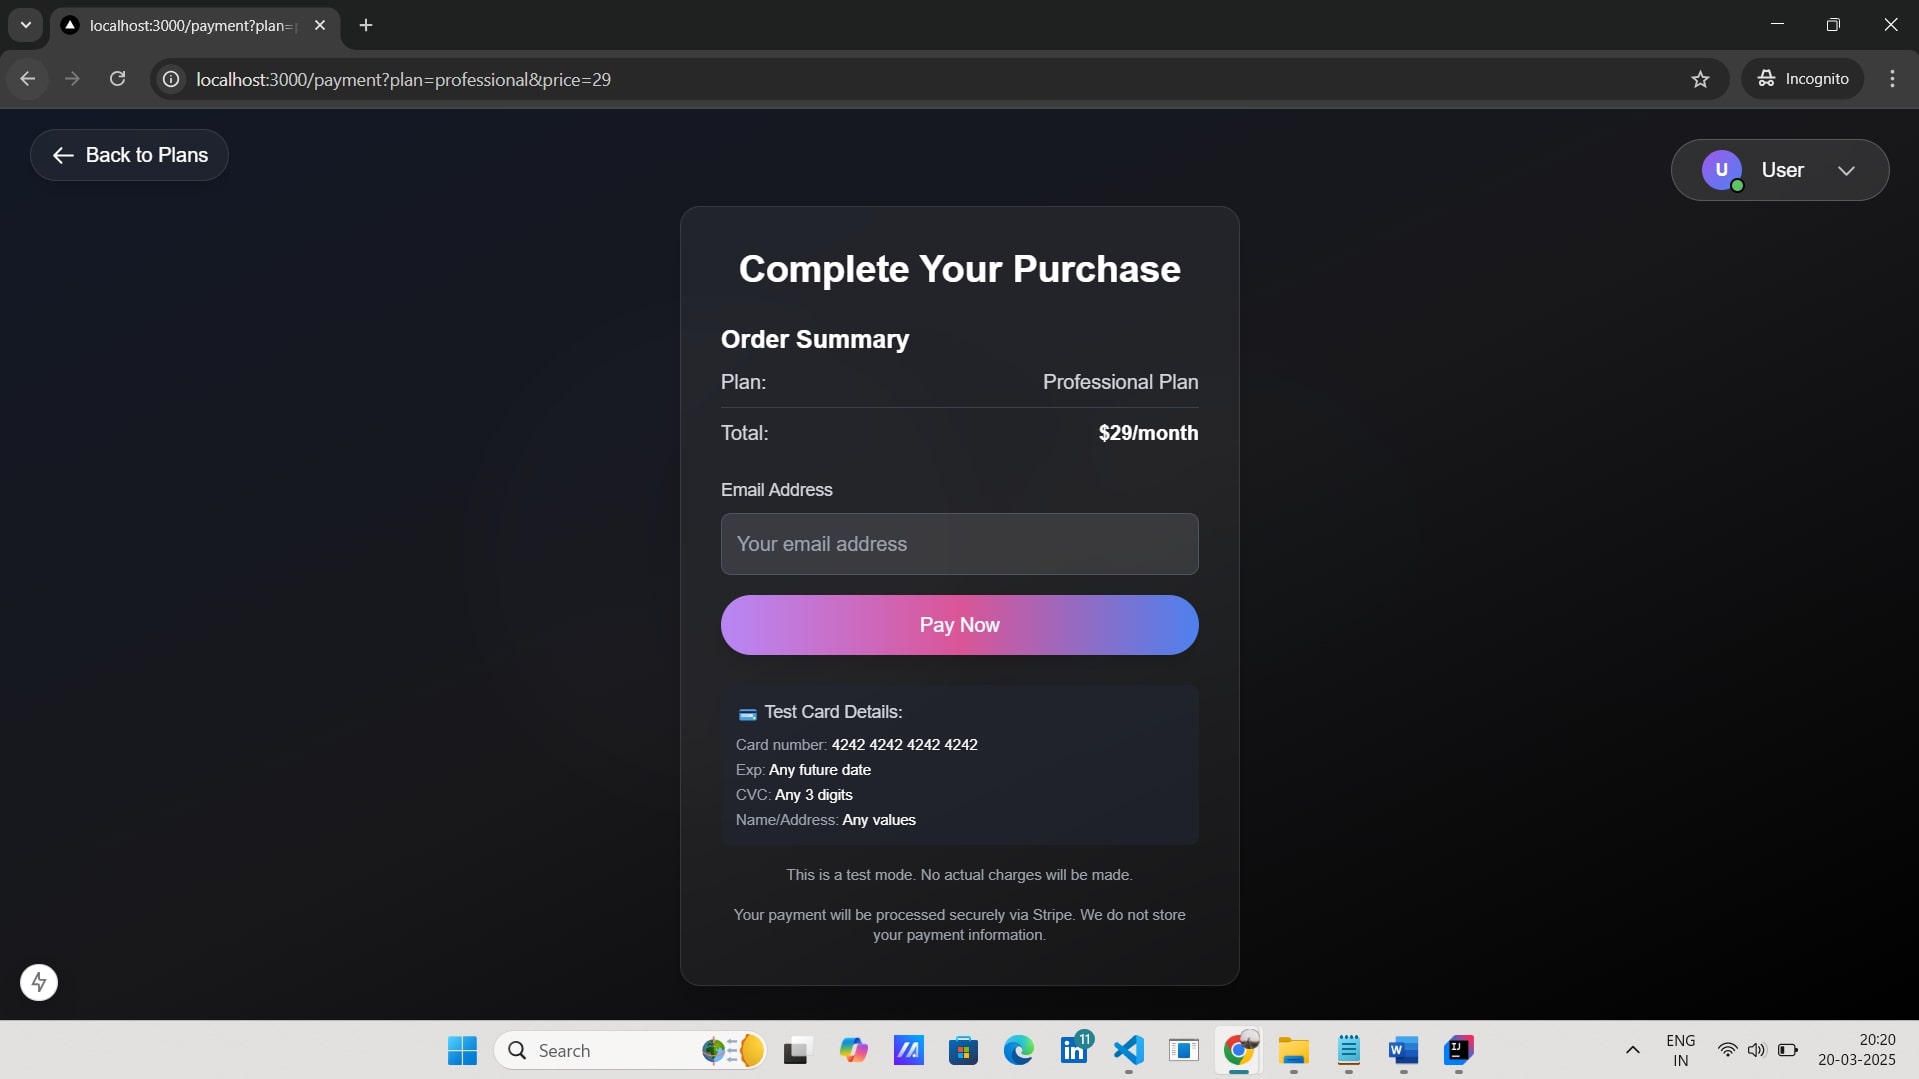 localhost:3000/payment?plan=
localhost:3000/payment?plan=professional&price=29
Incognito
Back to Plans
U
User
Complete Your Purchase
Order Summary
Plan:
Professional Plan
Total:
$29/month
Email Address
Your email address
Pay Now
Test Card Details:
Card number: 4242 4242 4242 4242
Exp: Any future date
CVC: Any 3 digits
Name/Address: Any values
This is a test mode. No actual charges will be made.
Your payment will be processed securely via Stripe. We do not store
your payment information.
Search
in
11
W
IJ
ENG
IN
20:20
20-03-2025